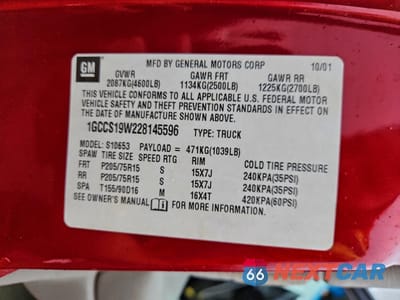 GM
MFD BY GENERAL MOTORS CORP 10/01
GVWR GAWR FRT GAWR RR
2087KG(4600LB) 1134KG(2500LB) 1225KG(2700LB)
THIS VEHICLE CONFORMS TO ALL APPLICABLE U.S. FEDERAL MOTOR
VEHICLE SAFETY AND THEFT PREVENTION STANDARDS IN EFFECT ON
THE DATE OF MANUFACTURE SHOWN ABOVE.
1GCCS19W228145596 TYPE: TRUCK
MODEL: S10653 PAYLOAD = 471KG(1039LB)
SPAW TIRE SIZE SPEED RTG RIM COLD TIRE PRESSURE
FRT P205/75R15 S 15X7J 240KPA(35PSI)
RR P205/75R15 S 15X7J 240KPA(35PSI)
SPA T155/90D16 M 16X4T 420KPA(60PSI)
SEE OWNER'S MANUAL FOR ADDITIONAL INFORMATION.
66 NEXTCAR